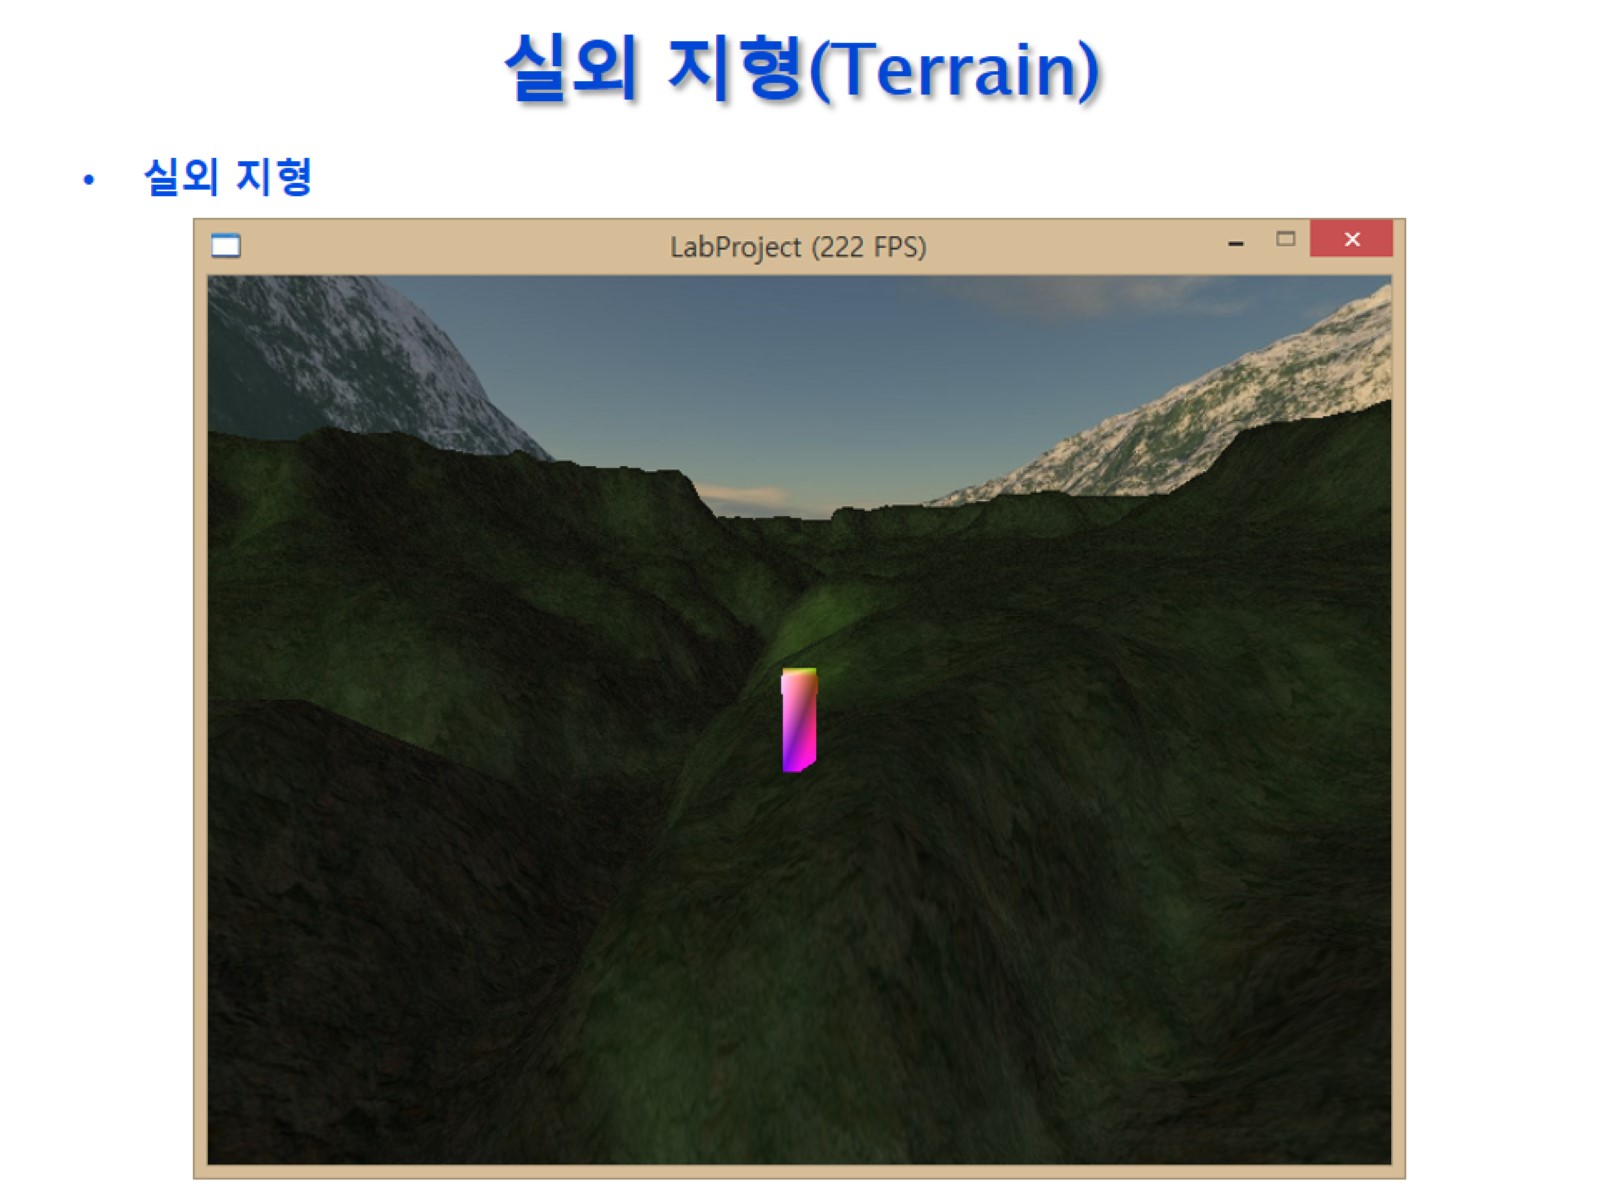 실외 지형(Terrain)
• 실외 지형
LabProject (222 FPS)